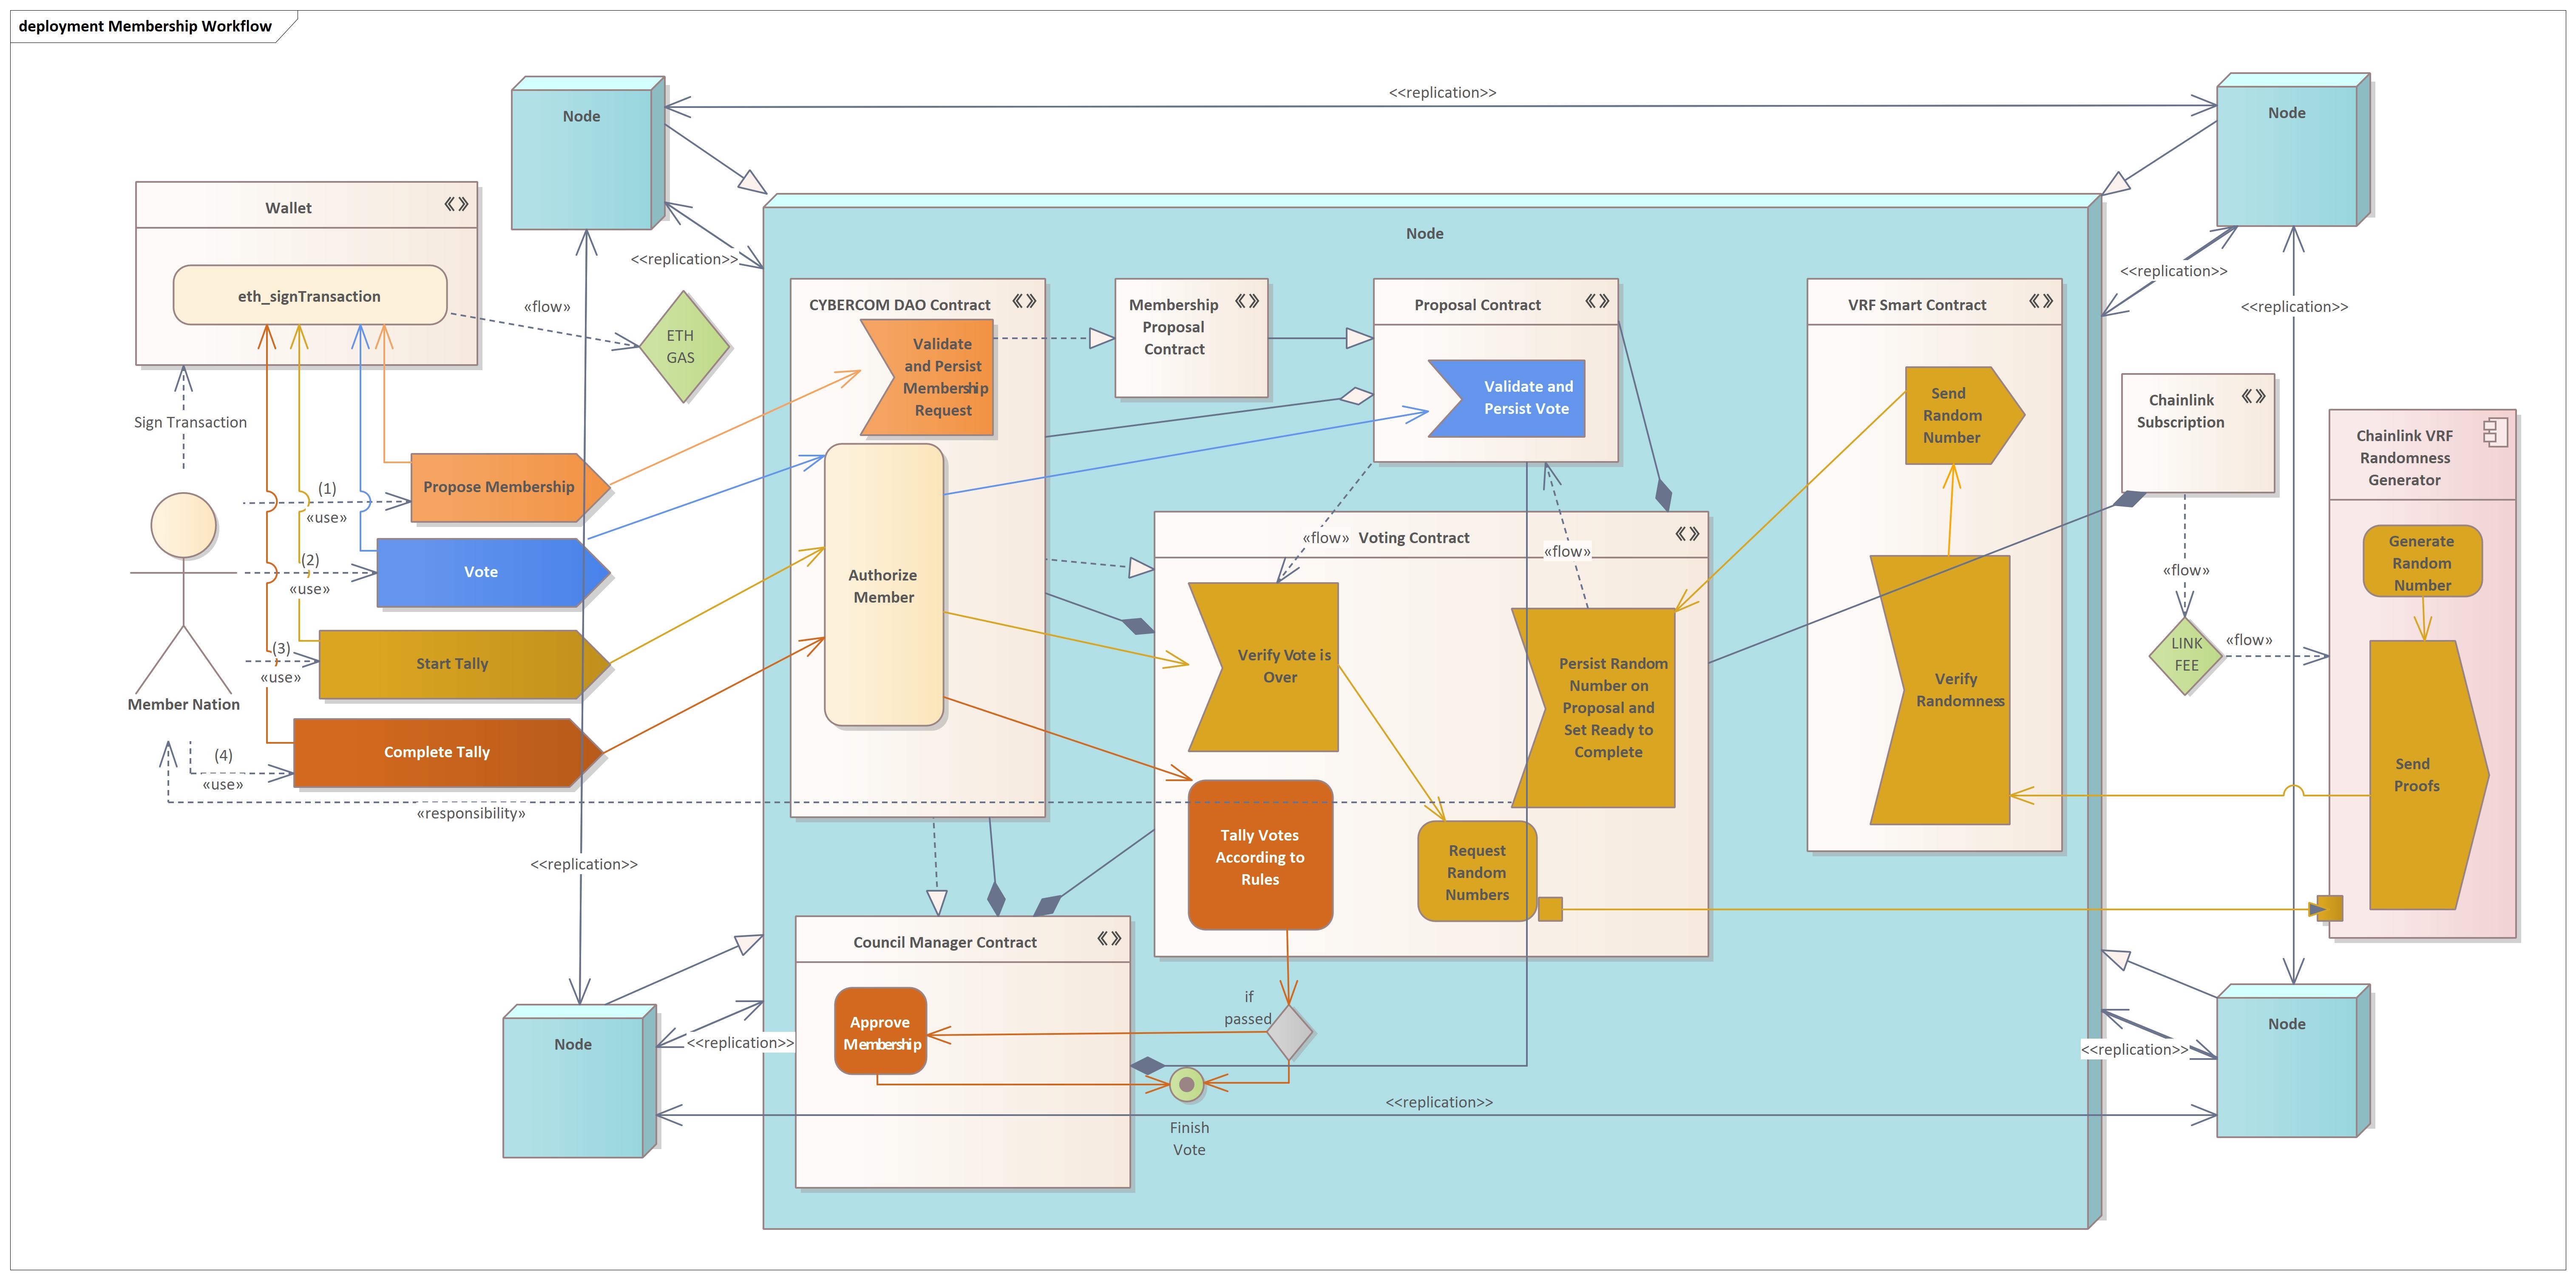 deployment Membership Workflow
Node
<<replication>>
Node
Wallet
eth_signTransaction
«flow»
ETH
GAS
<<replication>>
<<replication>>
<<replication>>
Node
CYBERCOM DAO Contract
Validate
and Persist
Membership
Request
Authorize
Member
Membership
Proposal
Contract
Proposal Contract
Validate and
Persist Vote
VRF Smart Contract
Send
Random
Number
Verify
Randomness
Chainlink
Subscription
«flow»
LINK
FEE
«flow»
Chainlink VRF
Randomness
Generator
Generate
Random
Number
Send
Proofs
Sign Transaction
Member Nation
(1)
«use»
Propose Membership
(2)
«use»
Vote
(3)
«use»
Start Tally
(4)
«use»
Complete Tally
«responsibility»
«flow»
Voting Contract
«flow»
Verify Vote is
Over
Persist Random
Number on
Proposal and
Set Ready to
Complete
Tally Votes
According to
Rules
Request
Random
Numbers
<<replication>>
Council Manager Contract
Approve
Membership
if
passed
Finish
Vote
Node
<<replication>>
<<replication>>
<<replication>>
Node